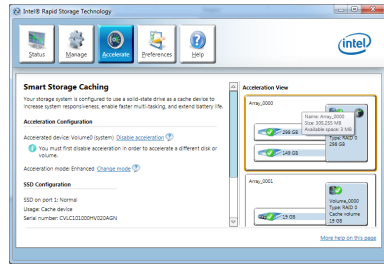 Intel® Rapid Storage Technology
Status
Manage
Accelerate
Preferences
Help
intel
Smart Storage Caching
Your storage system is configured to use a solid-state drive as a cache device to
increase system responsiveness, enable faster multi-tasking, and extend battery life.
Acceleration Configuration
Accelerated device: Volume0 (system) Disable acceleration
You must first disable acceleration in order to accelerate a different disk or
volume.
Acceleration mode: Enhanced Change mode
SSD Configuration
SSD on port 1: Normal
Usage: Cache device
Serial number: CVLC101000HV020AGN
Acceleration View
Array_0000
Name: Array_0000
Size: 305,255 MB
Available space: 3 MB
298 GB
Type: RAID 0
298 GB
149 GB
Array_0001
Volume_0000
Type: RAID 0
Cache volume
19 GB
19 GB
More help on this page